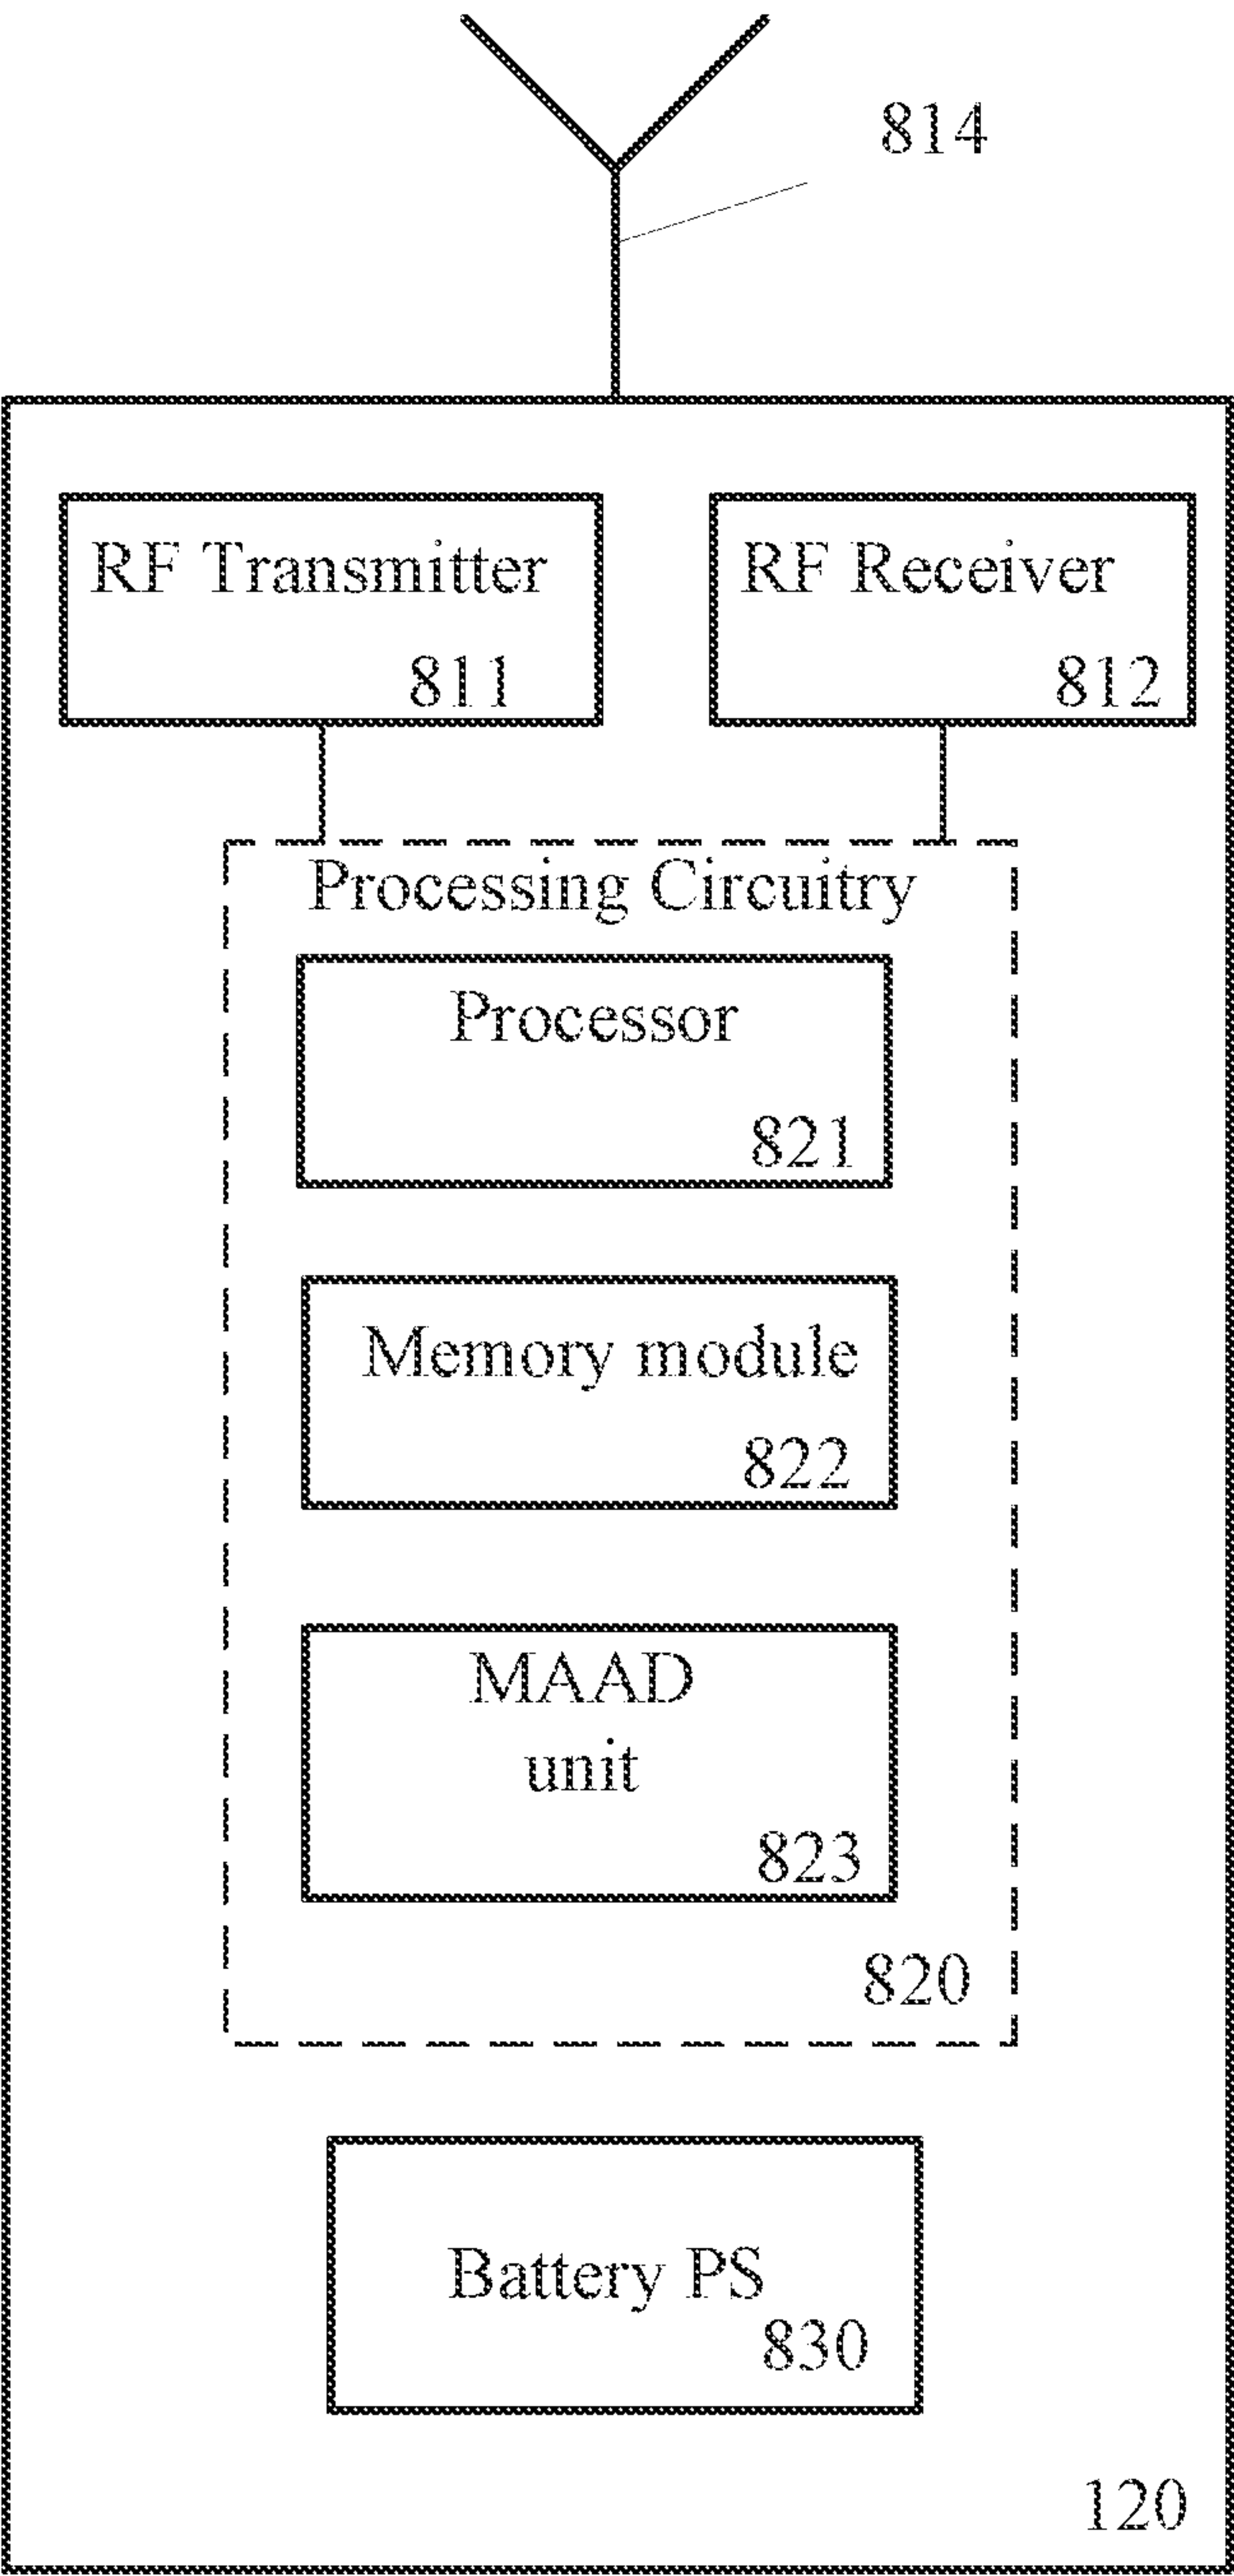 814
RF Transmitter
811
RF Receiver
812
Processing Circuitry
Processor
821
Memory module
822
MAAD
unit
823
820
Battery PS
830
120